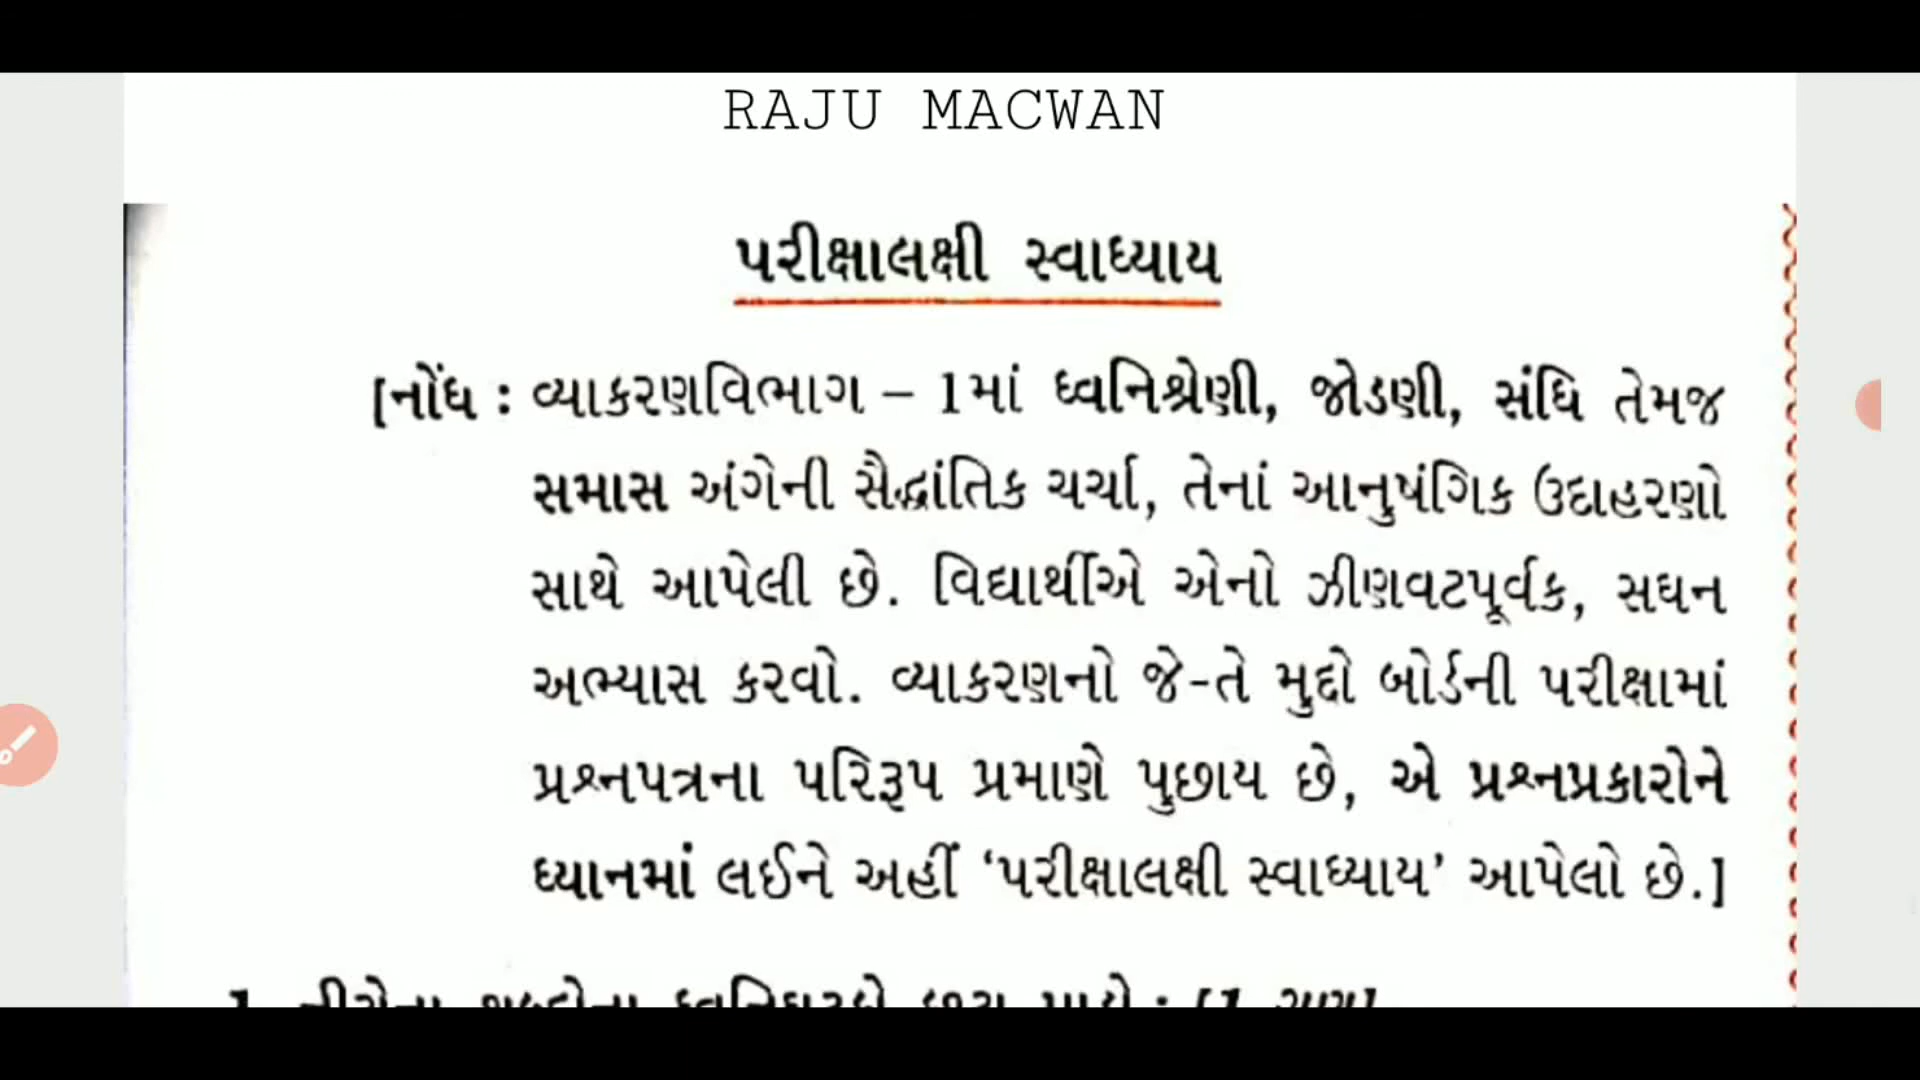 RAJU MACWAN
પરીક્ષાલક્ષી સ્વાધ્યાય
[નોંધ : વ્યાકરણવિભાગ – 1માં ધ્વનિશ્રેણી, જોડણી, સંધિ તેમજ
સમાસ અંગેની સૈદ્ધાંતિક ચર્ચા, તેનાં આનુષંગિક ઉદાહરણો
સાથે આપેલી છે. વિદ્યાર્થીએ એનો ઝીણવટપૂર્વક, સઘન
અભ્યાસ કરવો. વ્યાકરણનો જે-તે મુદ્દો બોર્ડની પરીક્ષામાં
પ્રશ્નપત્રના પરિરૂપ પ્રમાણે પુછાય છે, એ પ્રશ્નપ્રકારોને
ધ્યાનમાં લઈને અહીં ‘પરીક્ષાલક્ષી સ્વાધ્યાય’ આપેલો છે.]